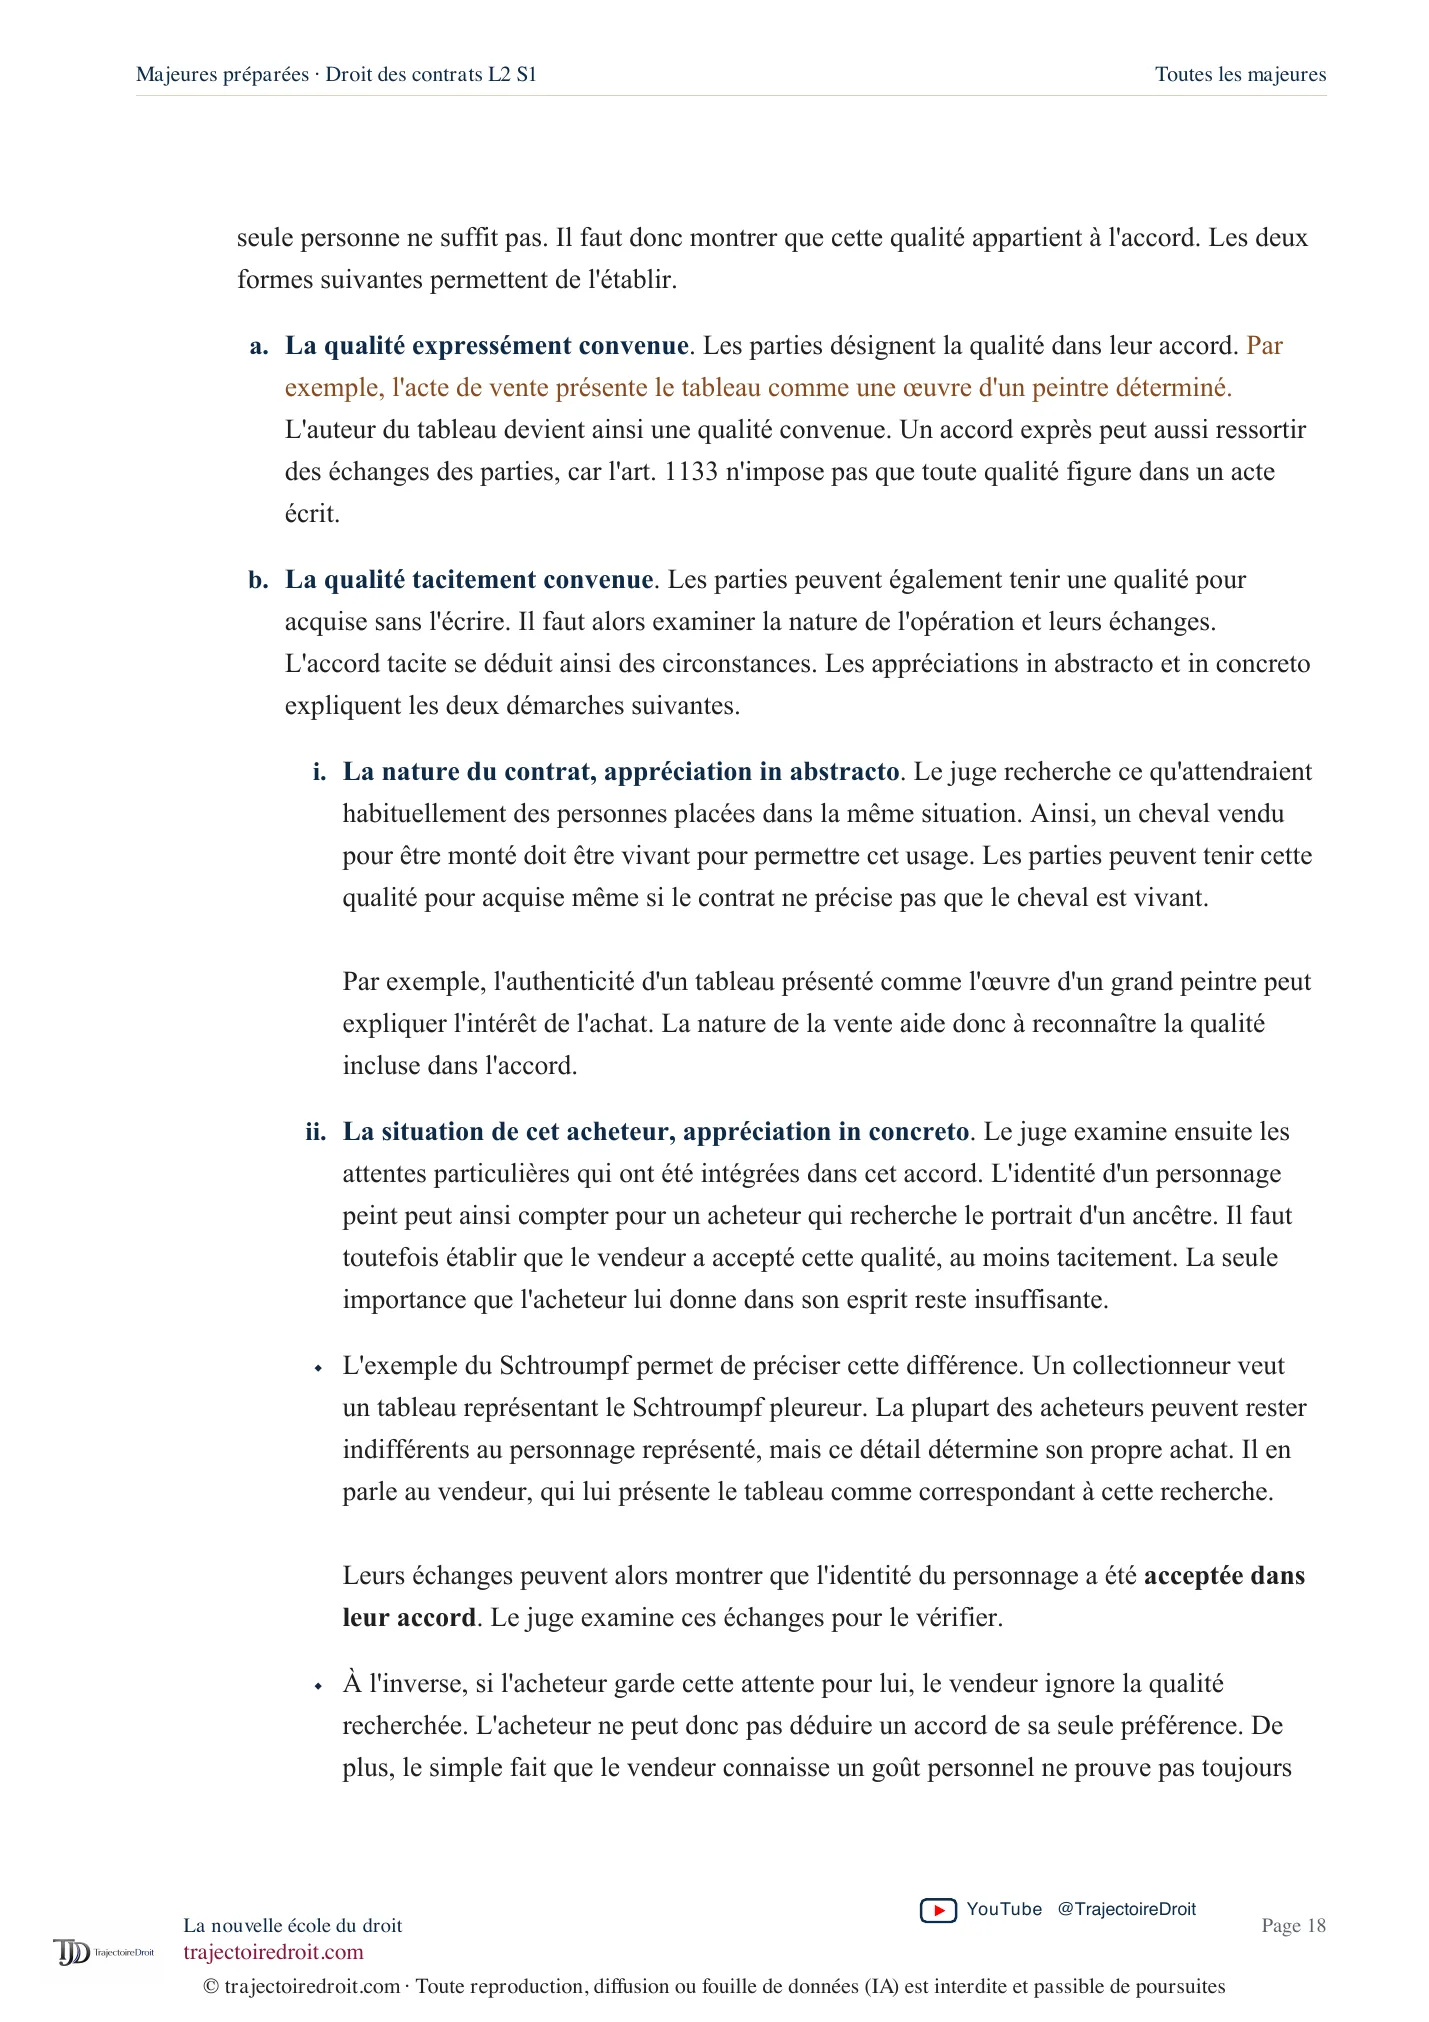 Majeures préparées · Droit des contrats L2 S1
Toutes les majeures
seule personne ne suffit pas. Il faut donc montrer que cette qualité appartient à l'accord. Les deux
formes suivantes permettent de l'établir.
a. La qualité expressément convenue. Les parties désignent la qualité dans leur accord. Par
exemple, l'acte de vente présente le tableau comme une œuvre d'un peintre déterminé.
L'auteur du tableau devient ainsi une qualité convenue. Un accord exprès peut aussi ressortir
des échanges des parties, car l'art. 1133 n'impose pas que toute qualité figure dans un acte
écrit.
b. La qualité tacitement convenue. Les parties peuvent également tenir une qualité pour
acquise sans l'écrire. Il faut alors examiner la nature de l'opération et leurs échanges.
L'accord tacite se déduit ainsi des circonstances. Les appréciations in abstracto et in concreto
expliquent les deux démarches suivantes.
i. La nature du contrat, appréciation in abstracto. Le juge recherche ce qu'attendraient
habituellement des personnes placées dans la même situation. Ainsi, un cheval vendu
pour être monté doit être vivant pour permettre cet usage. Les parties peuvent tenir cette
qualité pour acquise même si le contrat ne précise pas que le cheval est vivant.
Par exemple, l'authenticité d'un tableau présenté comme l'œuvre d'un grand peintre peut
expliquer l'intérêt de l'achat. La nature de la vente aide donc à reconnaître la qualité
incluse dans l'accord.
ii. La situation de cet acheteur, appréciation in concreto. Le juge examine ensuite les
attentes particulières qui ont été intégrées dans cet accord. L'identité d'un personnage
peint peut ainsi compter pour un acheteur qui recherche le portrait d'un ancêtre. Il faut
toutefois établir que le vendeur a accepté cette qualité, au moins tacitement. La seule
importance que l'acheteur lui donne dans son esprit reste insuffisante.
⬩ L'exemple du Schtroumpf permet de préciser cette différence. Un collectionneur veut
un tableau représentant le Schtroumpf pleureur. La plupart des acheteurs peuvent rester
indifférents au personnage représenté, mais ce détail détermine son propre achat. Il en
parle au vendeur, qui lui présente le tableau comme correspondant à cette recherche.
Leurs échanges peuvent alors montrer que l'identité du personnage a été acceptée dans
leur accord. Le juge examine ces échanges pour le vérifier.
⬩ À l'inverse, si l'acheteur garde cette attente pour lui, le vendeur ignore la qualité
recherchée. L'acheteur ne peut donc pas déduire un accord de sa seule préférence. De
plus, le simple fait que le vendeur connaisse un goût personnel ne prouve pas toujours
YouTube @TrajectoireDroit
La nouvelle école du droit
Page 18
TJD TrajectoireDroit
trajectoiredroit.com
© trajectoiredroit.com · Toute reproduction, diffusion ou fouille de données (IA) est interdite et passible de poursuites